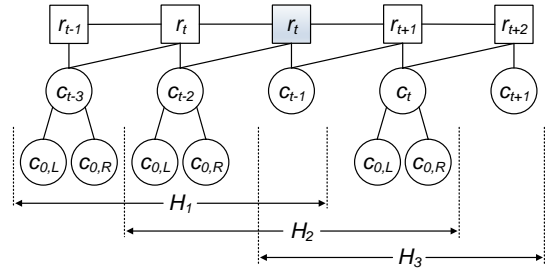 r_{t-1} r_t r_t r_{t+1} r_{t+2}
c_{t-3} c_{t-2} c_{t-1} c_t c_{t+1}
c_{0,L} c_{0,R} c_{0,L} c_{0,R} c_{0,L} c_{0,R}
H_1
H_2
H_3